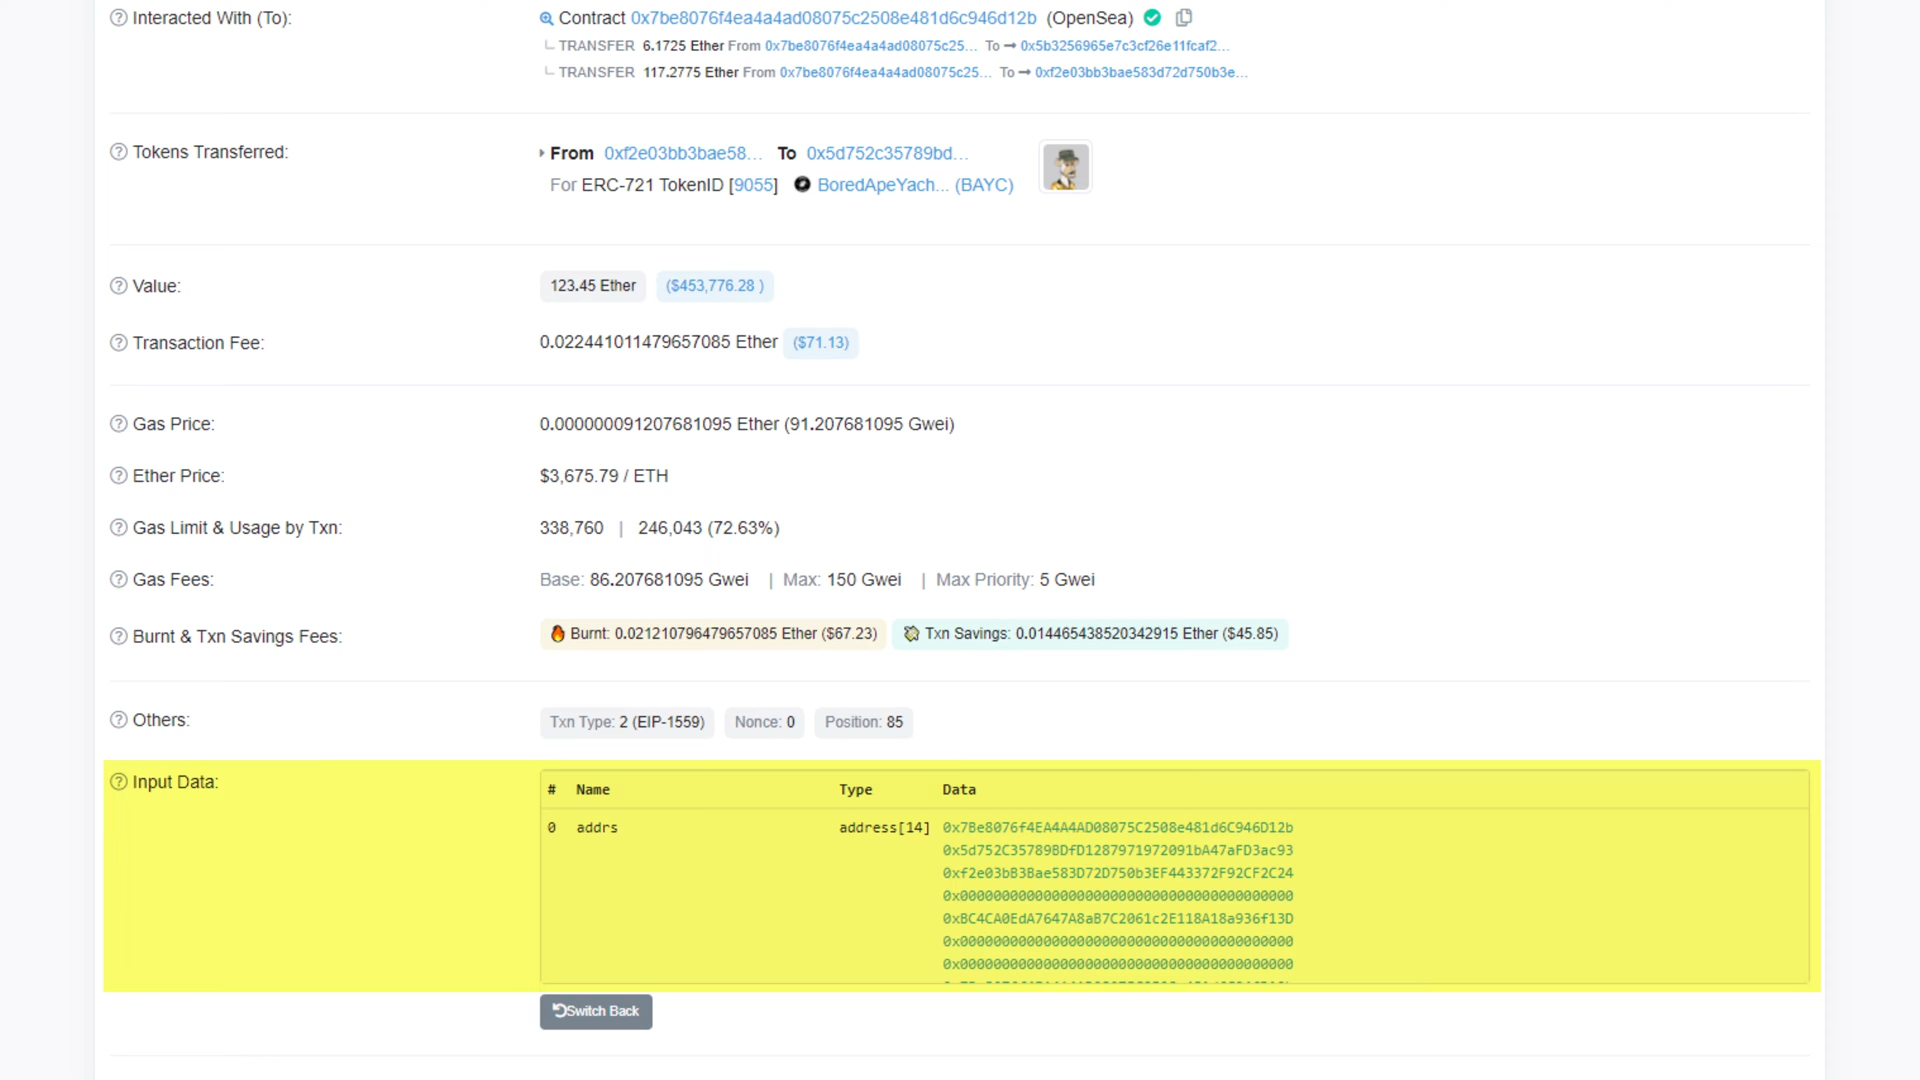 Interacted With (To):
Contract 0x7be8076f4ea4a4ad08075c2508e481d6c946d12b (OpenSea)
TRANSFER 6.1725 Ether From 0x7be8076f4ea4a4ad08075c25... To → 0x5b3256965e7c3cf26e11fcaf2...
TRANSFER 117.2775 Ether From 0x7be8076f4ea4a4ad08075c25... To → 0xf2e03bb3bae583d72d750b3e...
Tokens Transferred:
From 0xf2e03bb3bae58... To 0x5d752c35789bd...
For ERC-721 TokenID [9055] BoredApeYach... (BAYC)
Value:
123.45 Ether ($453,776.28 )
Transaction Fee:
0.022441011479657085 Ether ($71.13)
Gas Price:
0.000000091207681095 Ether (91.207681095 Gwei)
Ether Price:
$3,675.79 / ETH
Gas Limit & Usage by Txn:
338,760 | 246,043 (72.63%)
Gas Fees:
Base: 86.207681095 Gwei | Max: 150 Gwei | Max Priority: 5 Gwei
Burnt & Txn Savings Fees:
Burnt: 0.021210796479657085 Ether ($67.23) Txn Savings: 0.014465438520342915 Ether ($45.85)
Others:
Txn Type: 2 (EIP-1559) Nonce: 0 Position: 85
Input Data:
# Name Type Data
0 addrs address[14] 0x7Be8076f4EA4A4AD08075C2508e481d6C946D12b
0x5d752C35789BDfD1287971972091bA47aFD3ac93
0xf2e03bB3Bae583D72D750b3EF443372F92CF2C24
0x0000000000000000000000000000000000000000
0xBC4CA0EdA7647A8aB7C2061c2E118A18a936f13D
0x0000000000000000000000000000000000000000
0x0000000000000000000000000000000000000000
Switch Back